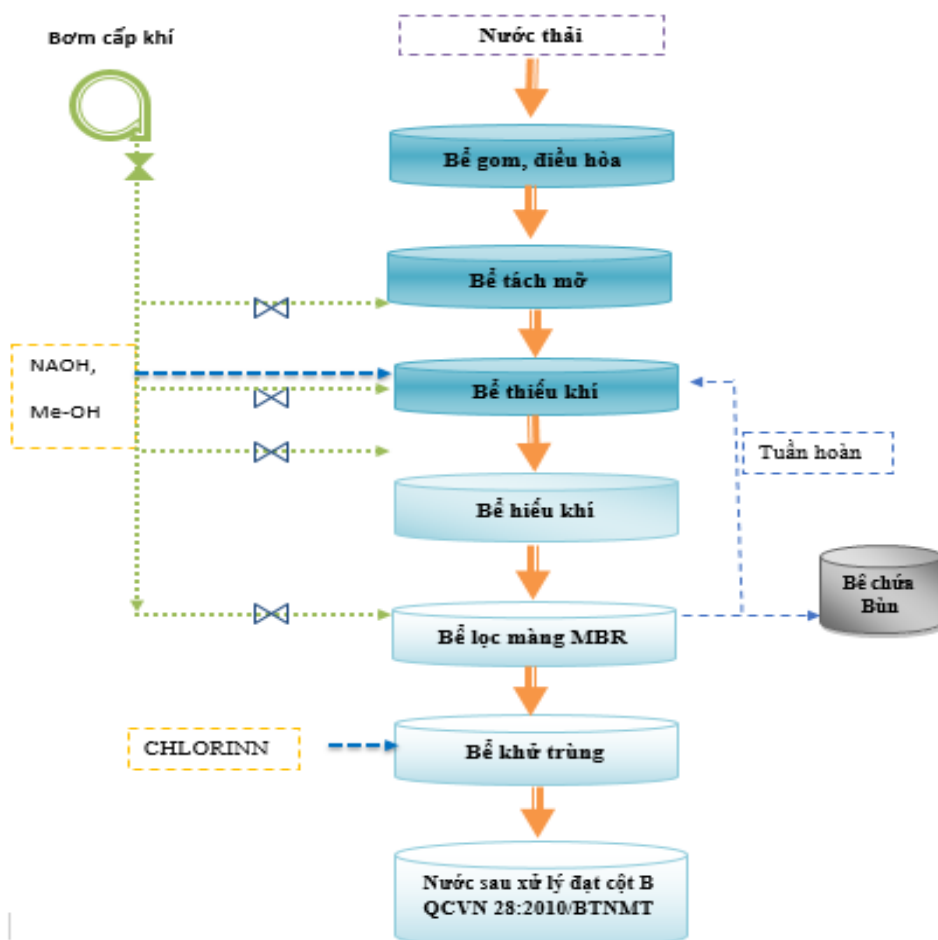 Bơm cấp khí
Nước thải
Bể gom, điều hòa
Bể tách mỡ
NAOH,
Me-OH
Bể thiếu khí
Tuần hoàn
Bể hiếu khí
Bê chứa
Bùn
Bể lọc màng MBR
CHLORINN
Bể khử trùng
Nước sau xử lý đạt cột B
QCVN 28:2010/BTNMT